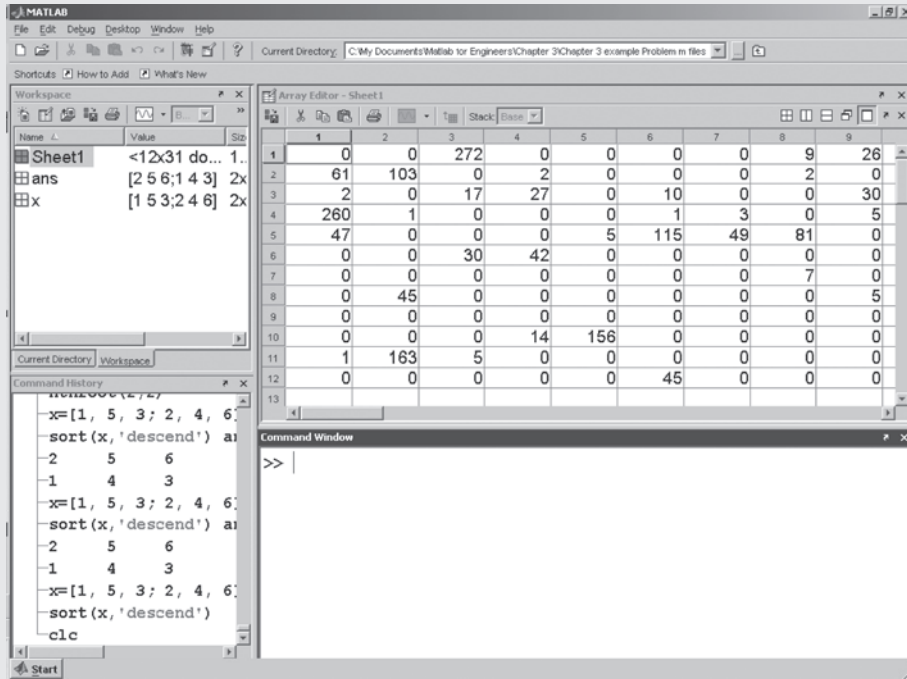 MATLAB
File Edit Debug Desktop Window Help
Current Directory: C:\My Documents\Matlab for Engineers\Chapter 3\Chapter 3 example Problem m files
Shortcuts How to Add What's New
Workspace
Stack: Base
Name Value Siz
Sheet1 <12x31 do... 1..
ans [2 5 6;1 4 3] 2x
x [1 5 3;2 4 6] 2x
Current Directory Workspace
Array Editor - Sheet1
1 2 3 4 5 6 7 8 9
1 0 0 272 0 0 0 0 9 26
2 61 103 0 2 0 0 0 2 0
3 2 0 17 27 0 10 0 0 30
4 260 1 0 0 0 1 3 0 5
5 47 0 0 0 5 115 49 81 0
6 0 0 30 42 0 0 0 0 0
7 0 0 0 0 0 0 0 7 0
8 0 45 0 0 0 0 0 0 5
9 0 0 0 0 0 0 0 0 0
10 0 0 0 14 156 0 0 0 0
11 1 163 5 0 0 0 0 0 0
12 0 0 0 0 0 45 0 0 0
13
Command History
x=[1, 5, 3; 2, 4, 6]
sort(x,'descend') an
2 5 6
1 4 3
x=[1, 5, 3; 2, 4, 6]
sort(x,'descend') an
2 5 6
1 4 3
x=[1, 5, 3; 2, 4, 6]
sort(x,'descend')
clc
Command Window
>>
Start